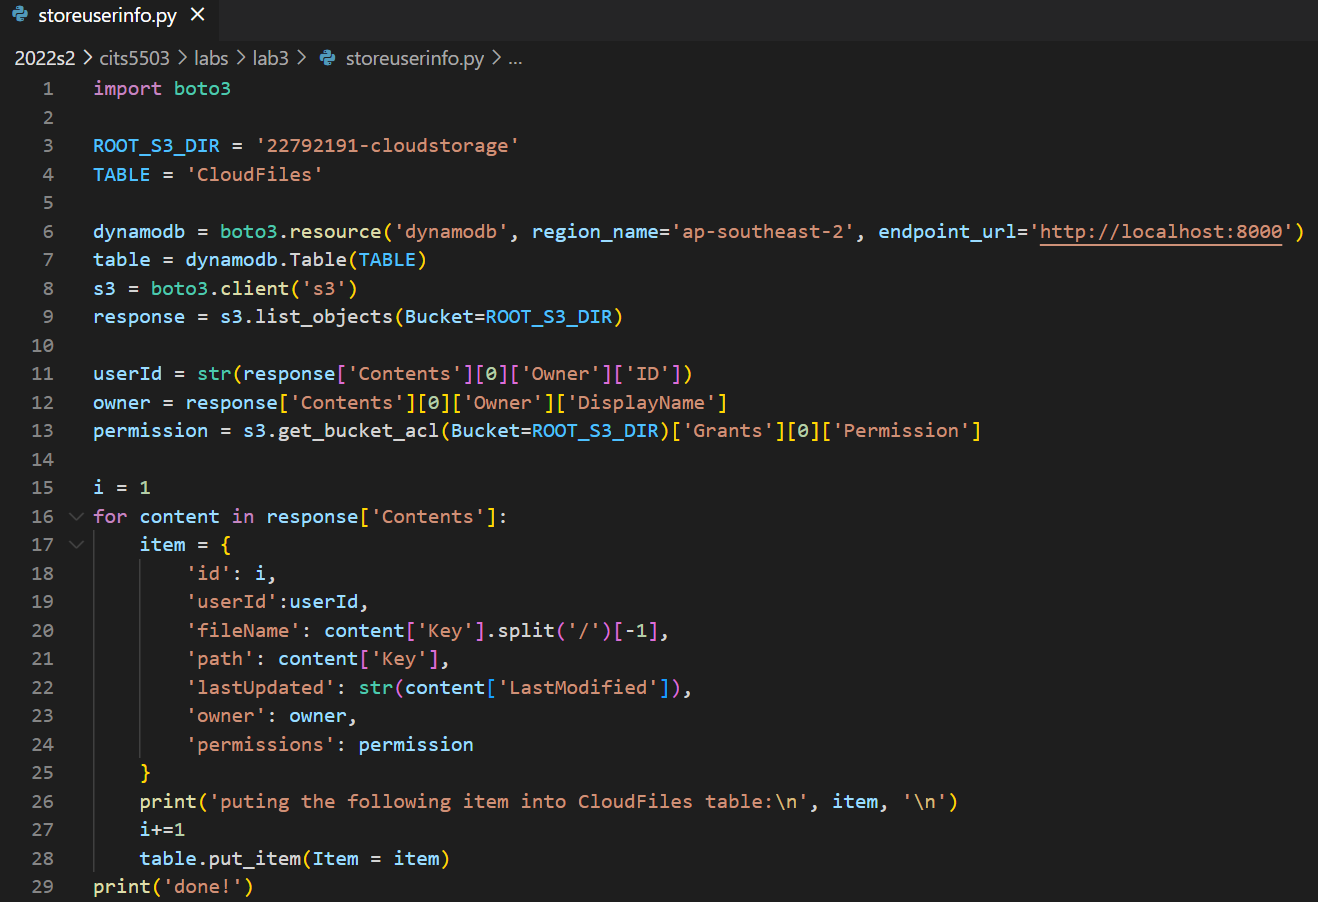 storeuserinfo.py ×
2022s2 > cits5503 > labs > lab3 > storeuserinfo.py > ...
1 import boto3
2
3 ROOT_S3_DIR = '22792191-cloudstorage'
4 TABLE = 'CloudFiles'
5
6 dynamodb = boto3.resource('dynamodb', region_name='ap-southeast-2', endpoint_url='http://localhost:8000')
7 table = dynamodb.Table(TABLE)
8 s3 = boto3.client('s3')
9 response = s3.list_objects(Bucket=ROOT_S3_DIR)
10
11 userId = str(response['Contents'][0]['Owner']['ID'])
12 owner = response['Contents'][0]['Owner']['DisplayName']
13 permission = s3.get_bucket_acl(Bucket=ROOT_S3_DIR)['Grants'][0]['Permission']
14
15 i = 1
16 for content in response['Contents']:
17     item = {
18         'id': i,
19         'userId':userId,
20         'fileName': content['Key'].split('/')[-1],
21         'path': content['Key'],
22         'lastUpdated': str(content['LastModified']),
23         'owner': owner,
24         'permissions': permission
25     }
26     print('puting the following item into CloudFiles table:\n', item, '\n')
27     i+=1
28     table.put_item(Item = item)
29 print('done!')